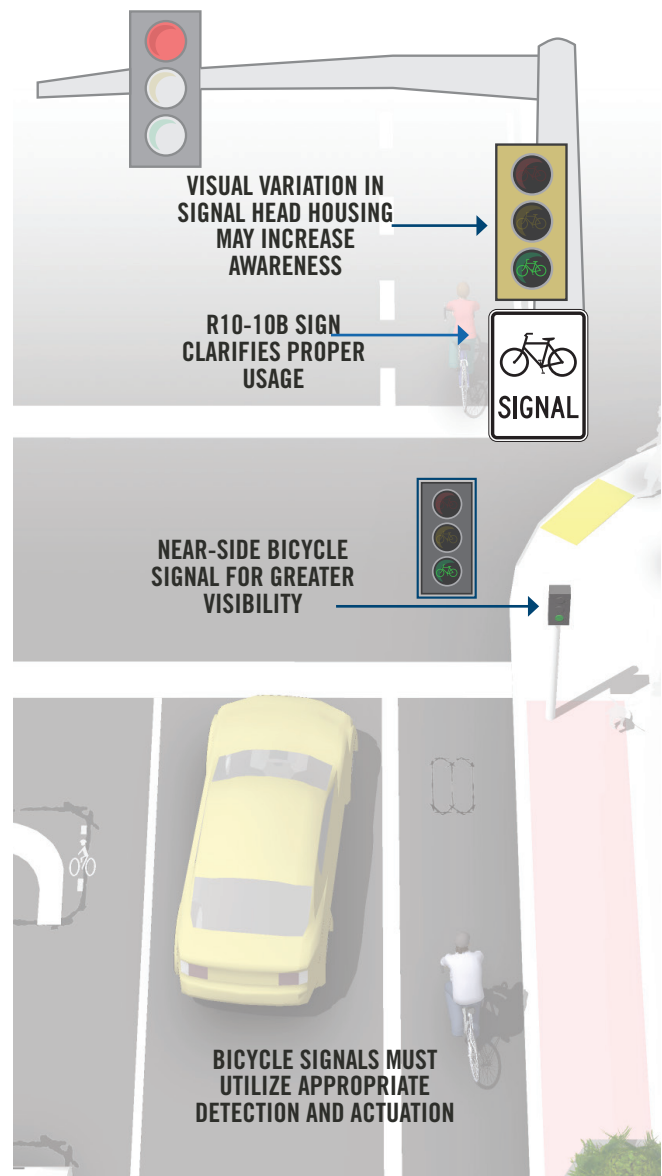 VISUAL VARIATION IN
SIGNAL HEAD HOUSING
MAY INCREASE
AWARENESS
R10-10B SIGN
CLARIFIES PROPER
USAGE
SIGNAL
NEAR-SIDE BICYCLE
SIGNAL FOR GREATER
VISIBILITY
BICYCLE SIGNALS MUST
UTILIZE APPROPRIATE
DETECTION AND ACTUATION